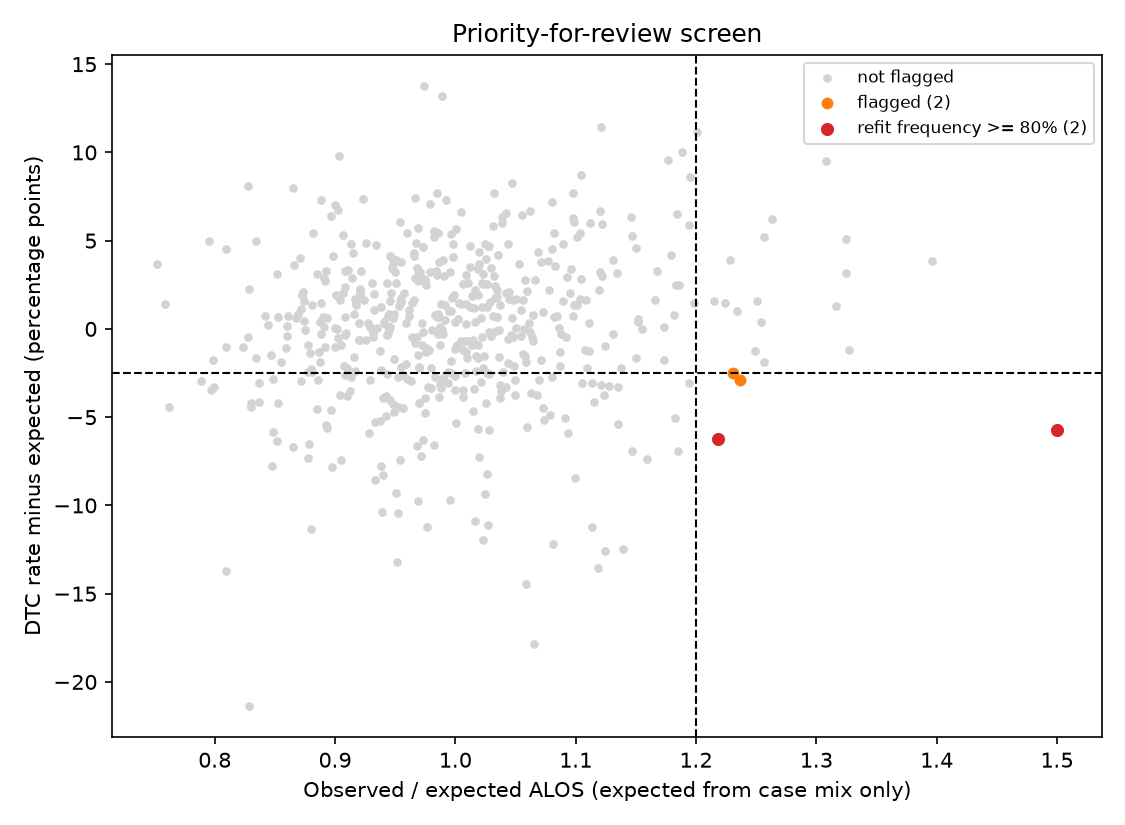 Priority-for-review screen
not flagged
flagged (2)
refit frequency >= 80% (2)
DTC rate minus expected (percentage points)
15
10
5
0
−5
−10
−15
−20
0.8
0.9
1.0
1.1
1.2
1.3
1.4
1.5
Observed / expected ALOS (expected from case mix only)